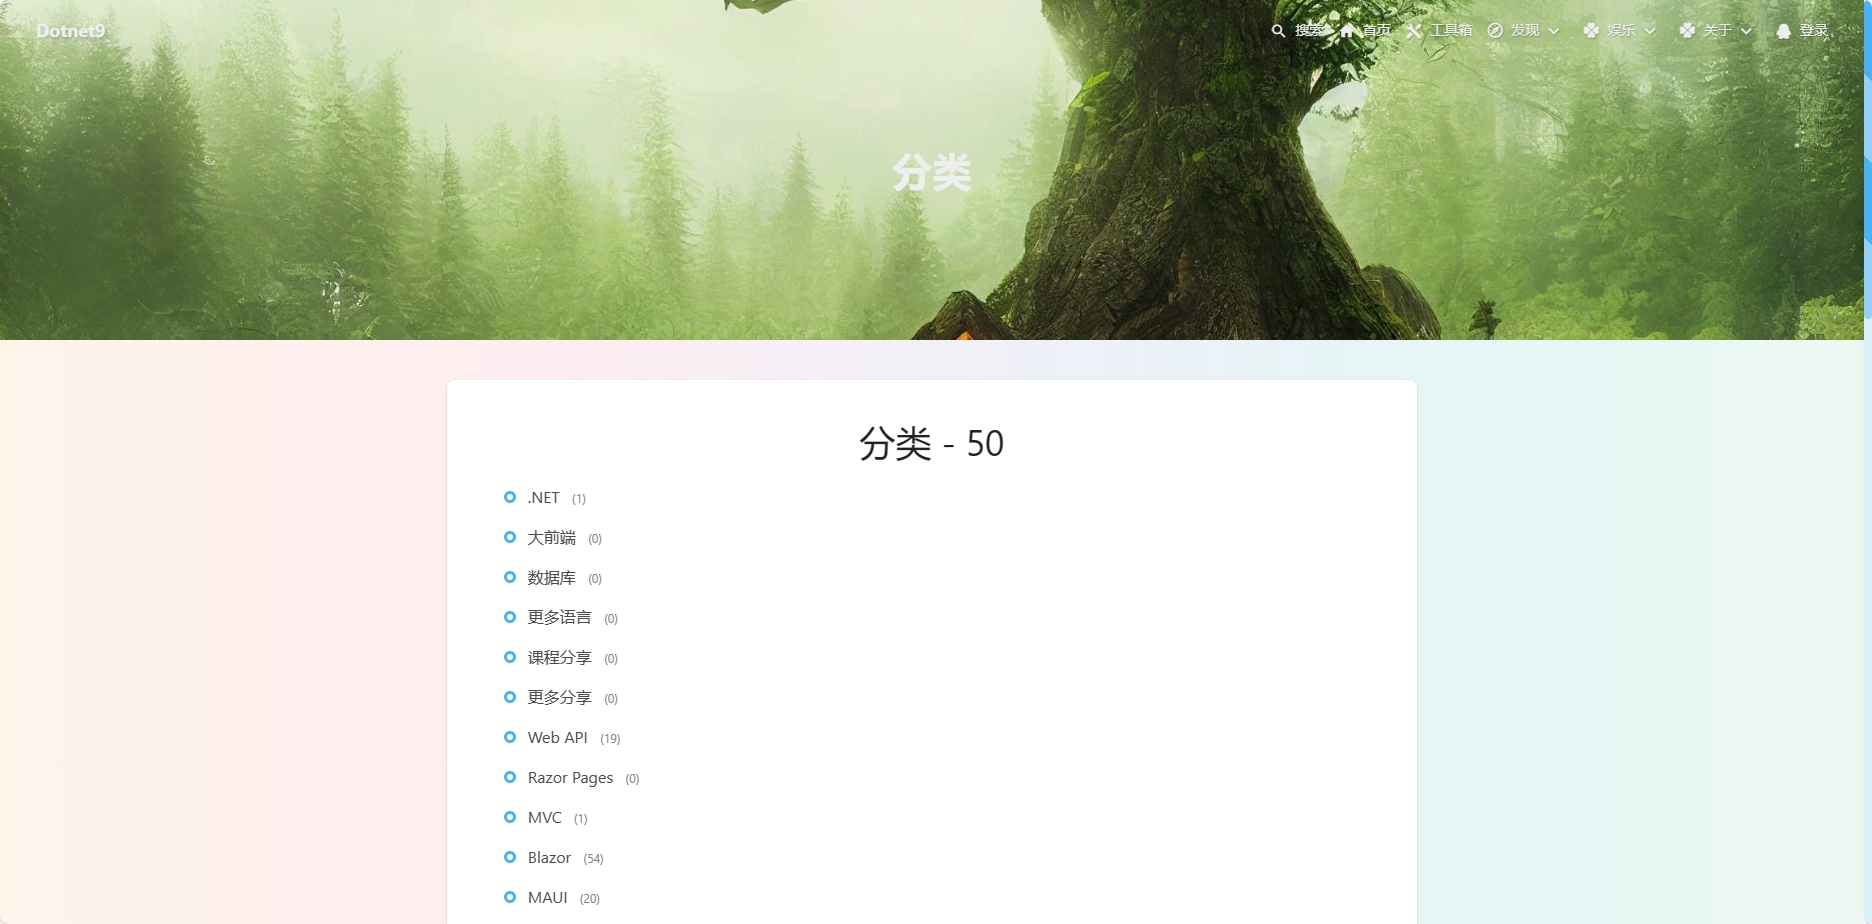 Dotnet9 搜索 首页 工具箱 发现 娱乐 关于 登录
分类
分类 - 50
.NET (1)
大前端 (0)
数据库 (0)
更多语言 (0)
课程分享 (0)
更多分享 (0)
Web API (19)
Razor Pages (0)
MVC (1)
Blazor (54)
MAUI (20)